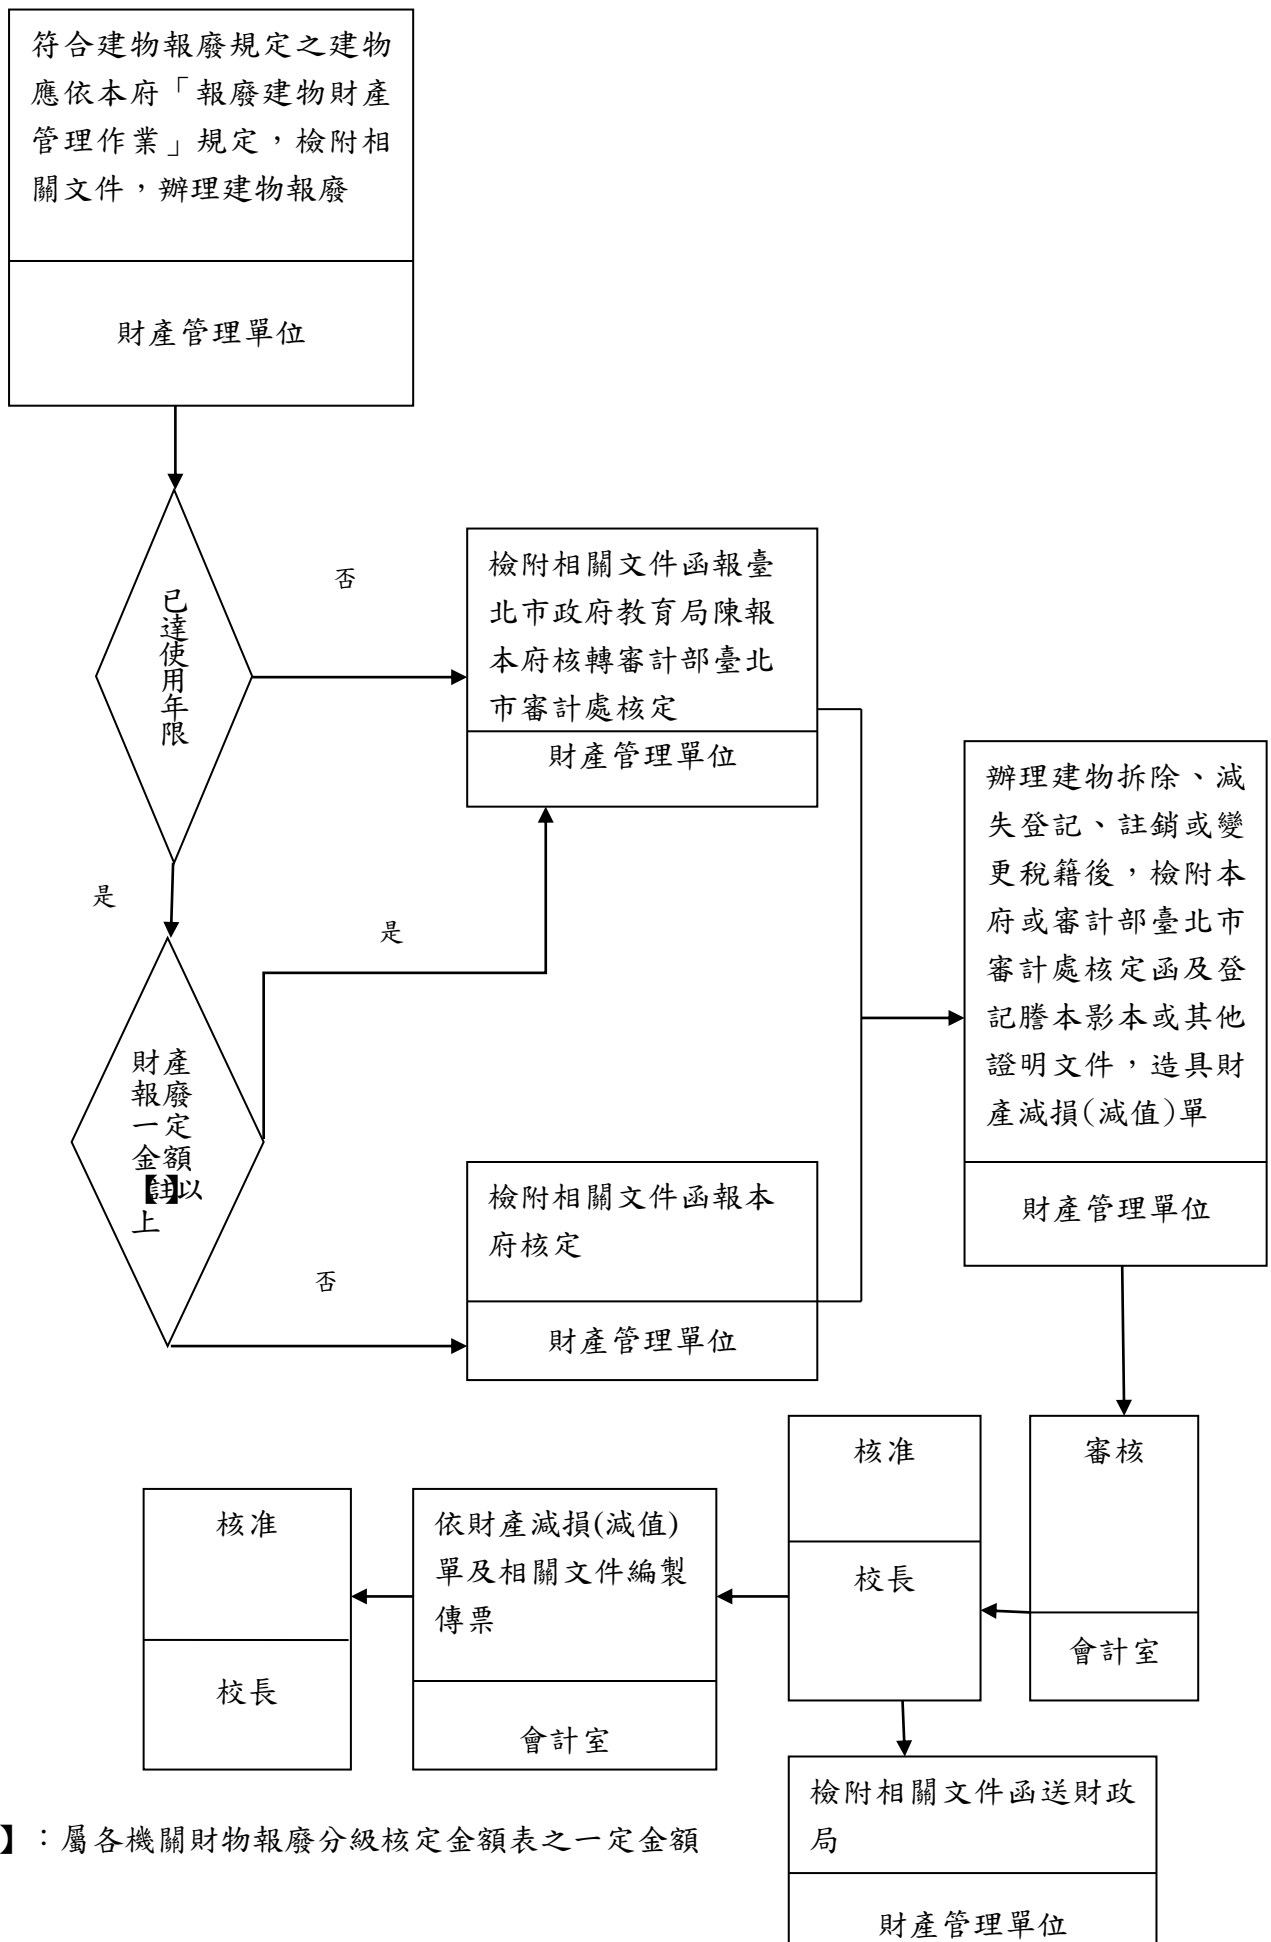 符合建物報廢規定之建物
應依本府「報廢建物財產
管理作業」規定，檢附相
關文件，辦理建物報廢
財產管理單位
已達使用年限
否
檢附相關文件函報臺
北市政府教育局陳報
本府核轉審計部臺北
市審計處核定
財產管理單位
是
是
財產
報廢
一定
金額
【註】以
上
否
檢附相關文件函報本
府核定
財產管理單位
辦理建物拆除、減
失登記、註銷或變
更稅籍後，檢附本
府或審計部臺北市
審計處核定函及登
記謄本影本或其他
證明文件，造具財
產減損(減值)單
財產管理單位
審核
會計室
核准
校長
依財產減損(減值)
單及相關文件編製
傳票
會計室
核准
校長
檢附相關文件函送財政
局
財產管理單位
】：屬各機關財物報廢分級核定金額表之一定金額